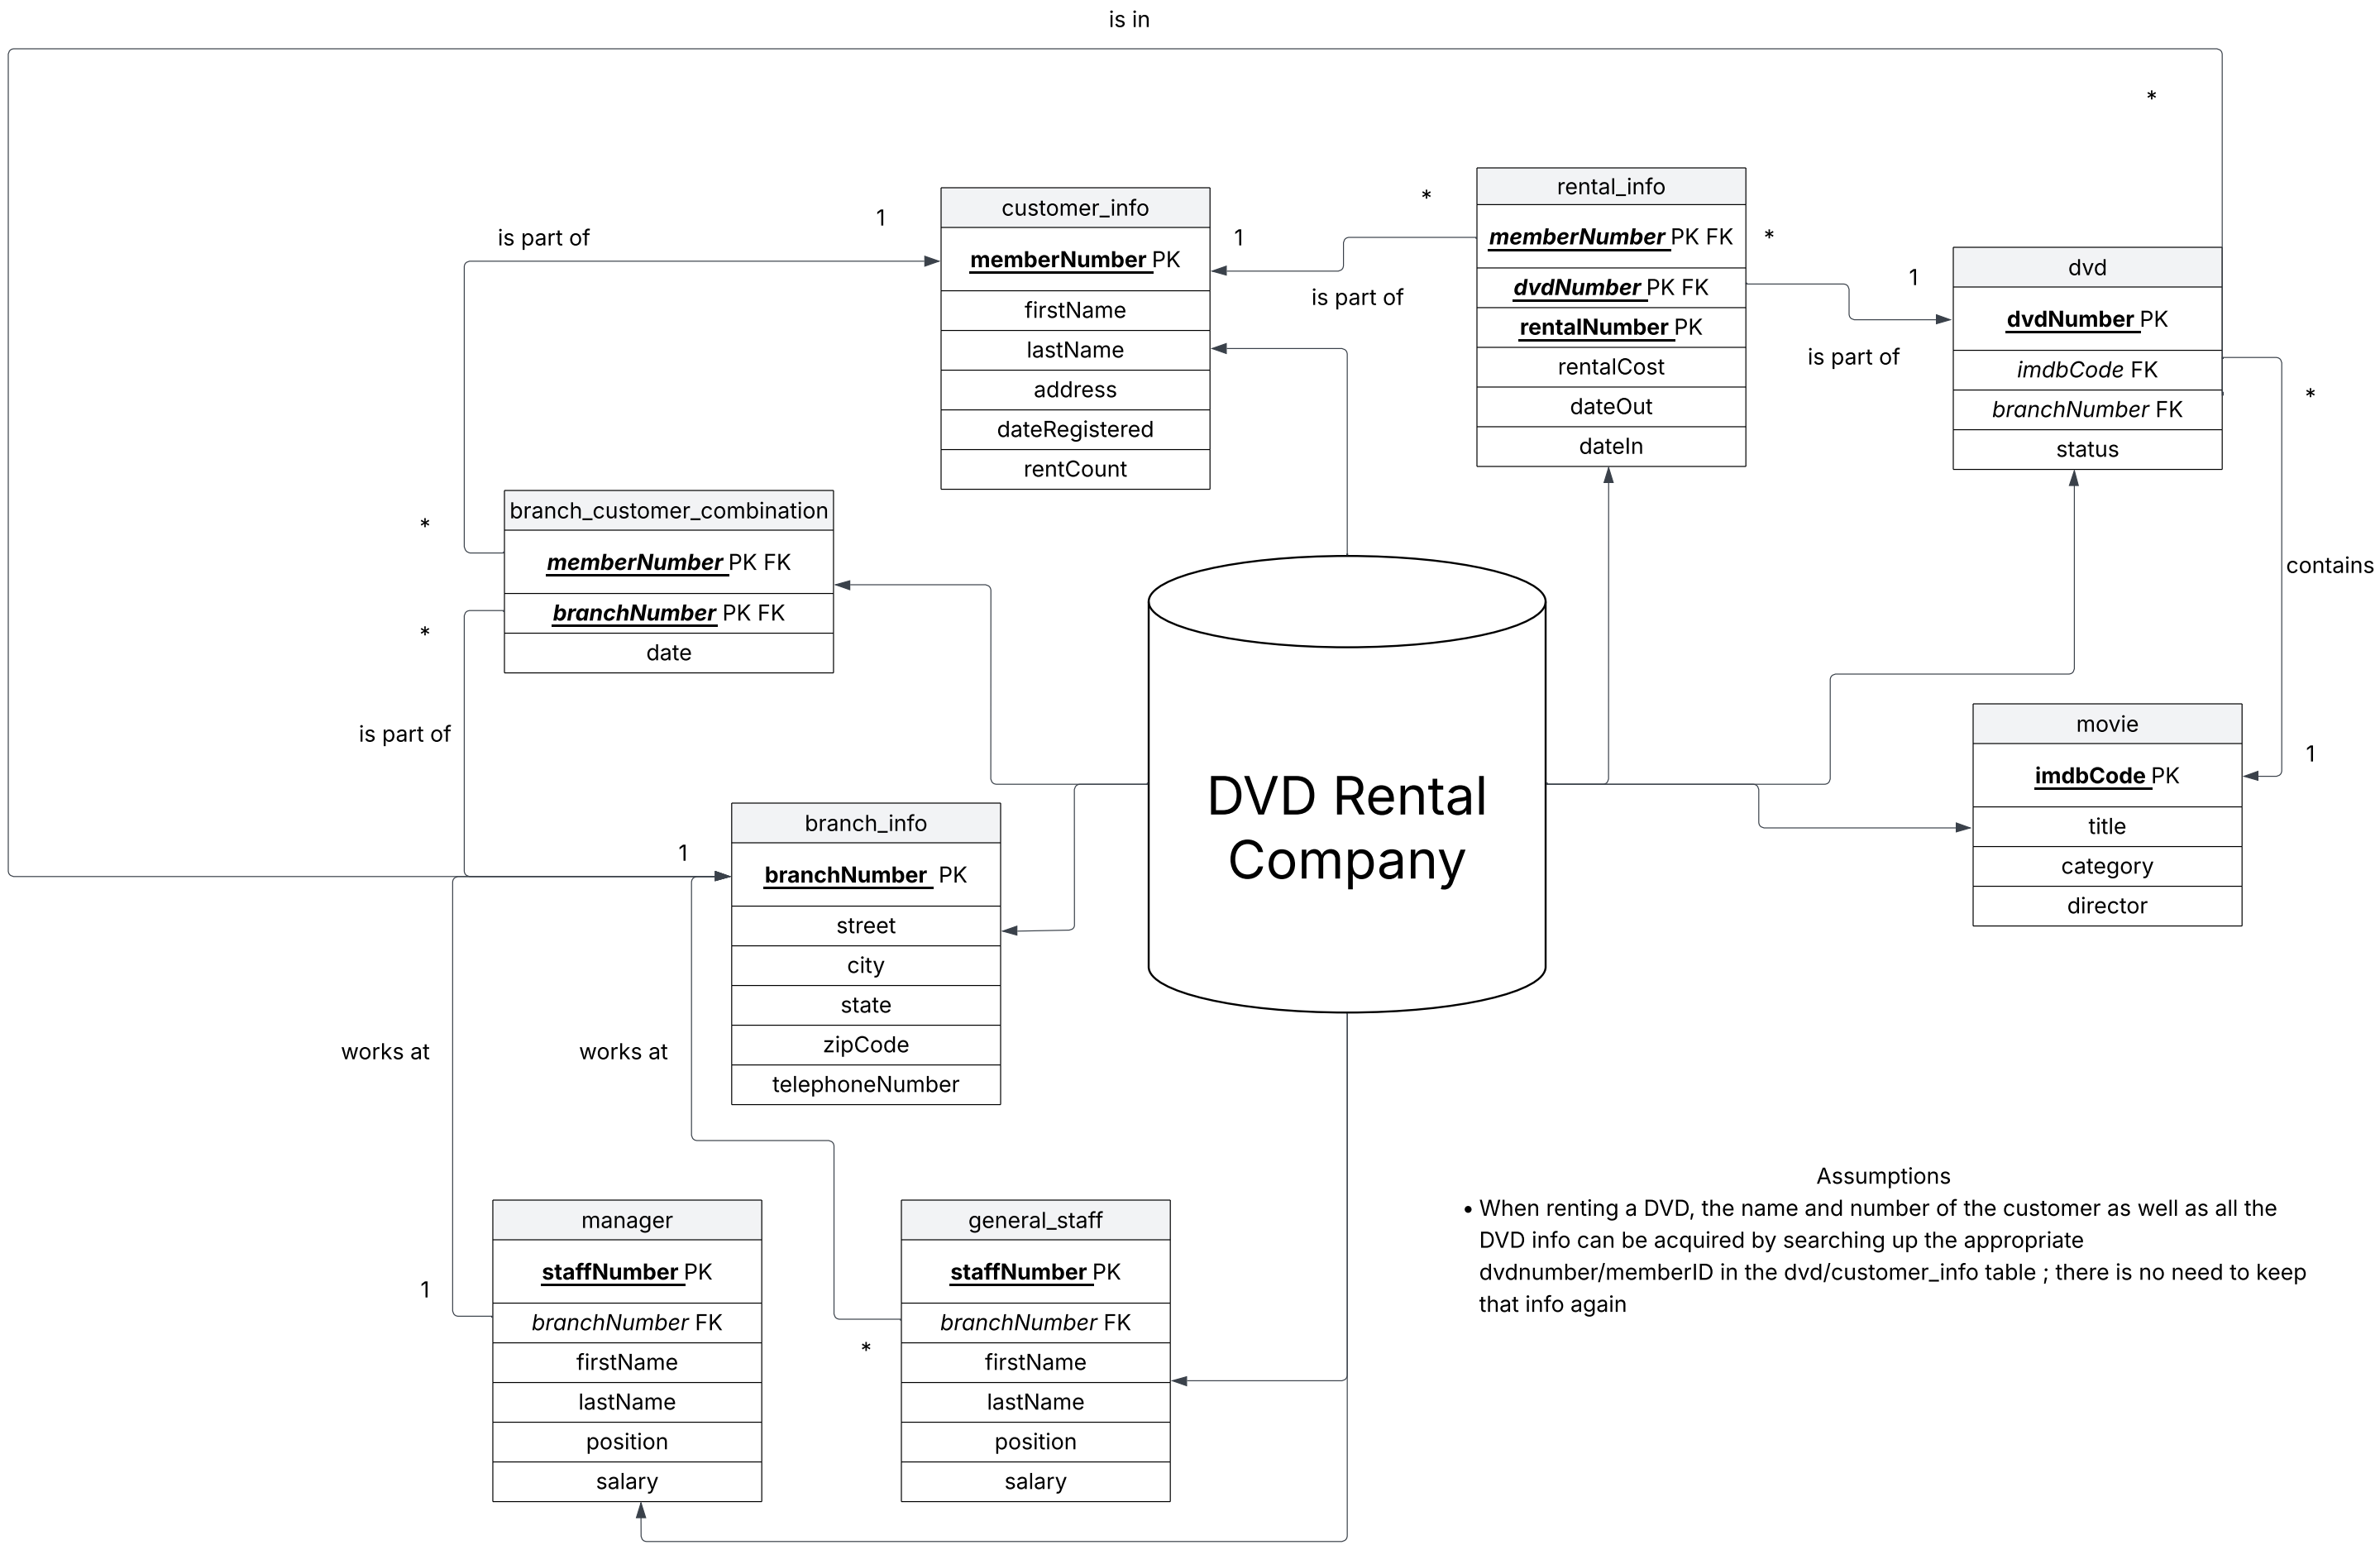 is in
*
customer_info
memberNumber PK
firstName
lastName
address
dateRegistered
rentCount
rental_info
memberNumber PK FK
dvdNumber PK FK
rentalNumber PK
rentalCost
dateOut
dateIn
dvd
dvdNumber PK
imdbCode FK
branchNumber FK
status
is part of
1
1
*
is part of
*
1
is part of
*
contains
1
branch_customer_combination
memberNumber PK FK
branchNumber PK FK
date
*
*
is part of
DVD Rental
Company
movie
imdbCode PK
title
category
director
branch_info
branchNumber PK
street
city
state
zipCode
telephoneNumber
1
works at
works at
manager
staffNumber PK
branchNumber FK
firstName
lastName
position
salary
1
general_staff
staffNumber PK
branchNumber FK
firstName
lastName
position
salary
*
Assumptions
• When renting a DVD, the name and number of the customer as well as all the
DVD info can be acquired by searching up the appropriate
dvdnumber/memberID in the dvd/customer_info table ; there is no need to keep
that info again